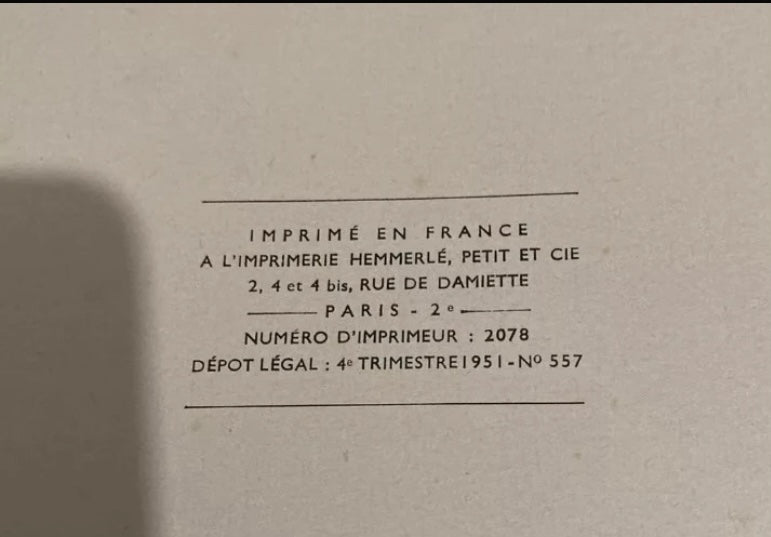 IMPRIMÉ EN FRANCE
A L'IMPRIMERIE HEMMERLÉ, PETIT ET CIE
2, 4 et 4 bis, RUE DE DAMIETTE
PARIS - 2e
NUMÉRO D'IMPRIMEUR : 2078
DÉPOT LÉGAL : 4e TRIMESTRE 1951 - No 557